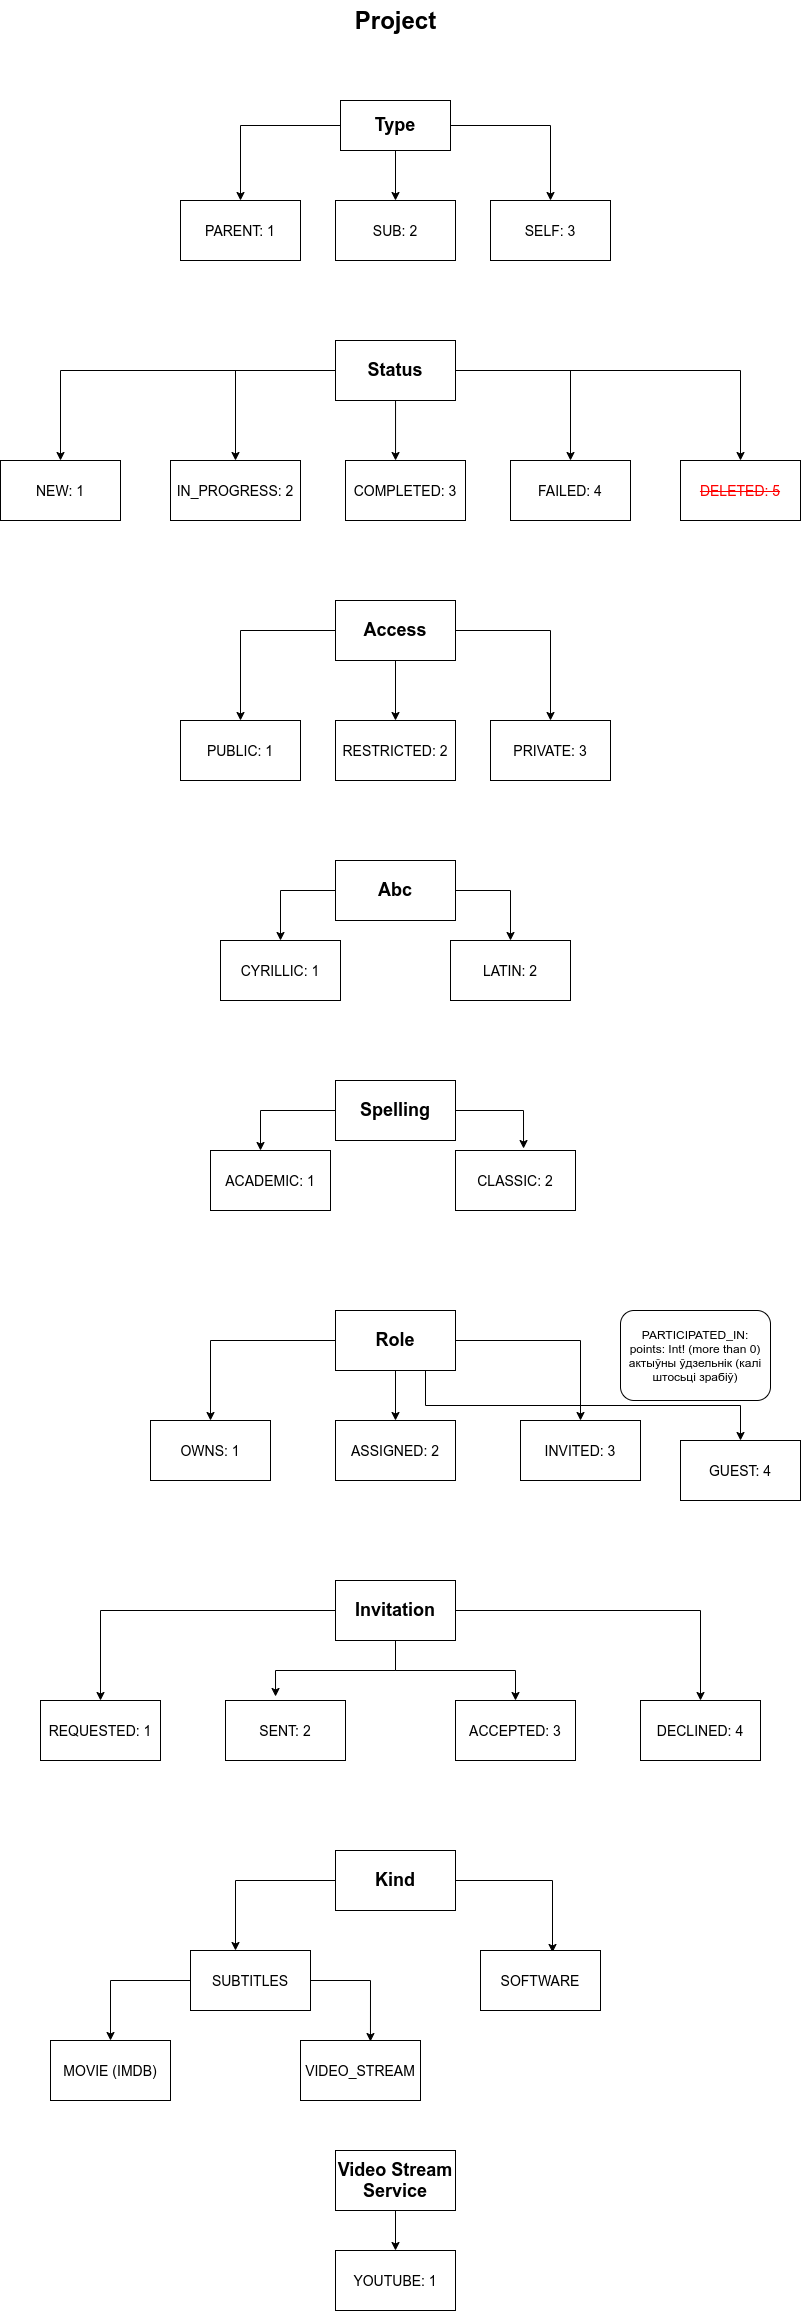 Project
Type
PARENT: 1
SUB: 2
SELF: 3
Status
NEW: 1
IN_PROGRESS: 2
COMPLETED: 3
FAILED: 4
DELETED: 5
Access
PUBLIC: 1
RESTRICTED: 2
PRIVATE: 3
Abc
CYRILLIC: 1
LATIN: 2
Spelling
ACADEMIC: 1
CLASSIC: 2
Role
PARTICIPATED_IN:
points: Int! (more than 0)
актыўны ўдзельнік (калі
штосьці зрабіў)
OWNS: 1
ASSIGNED: 2
INVITED: 3
GUEST: 4
Invitation
REQUESTED: 1
SENT: 2
ACCEPTED: 3
DECLINED: 4
Kind
SUBTITLES
SOFTWARE
MOVIE (IMDB)
VIDEO_STREAM
Video Stream
Service
YOUTUBE: 1